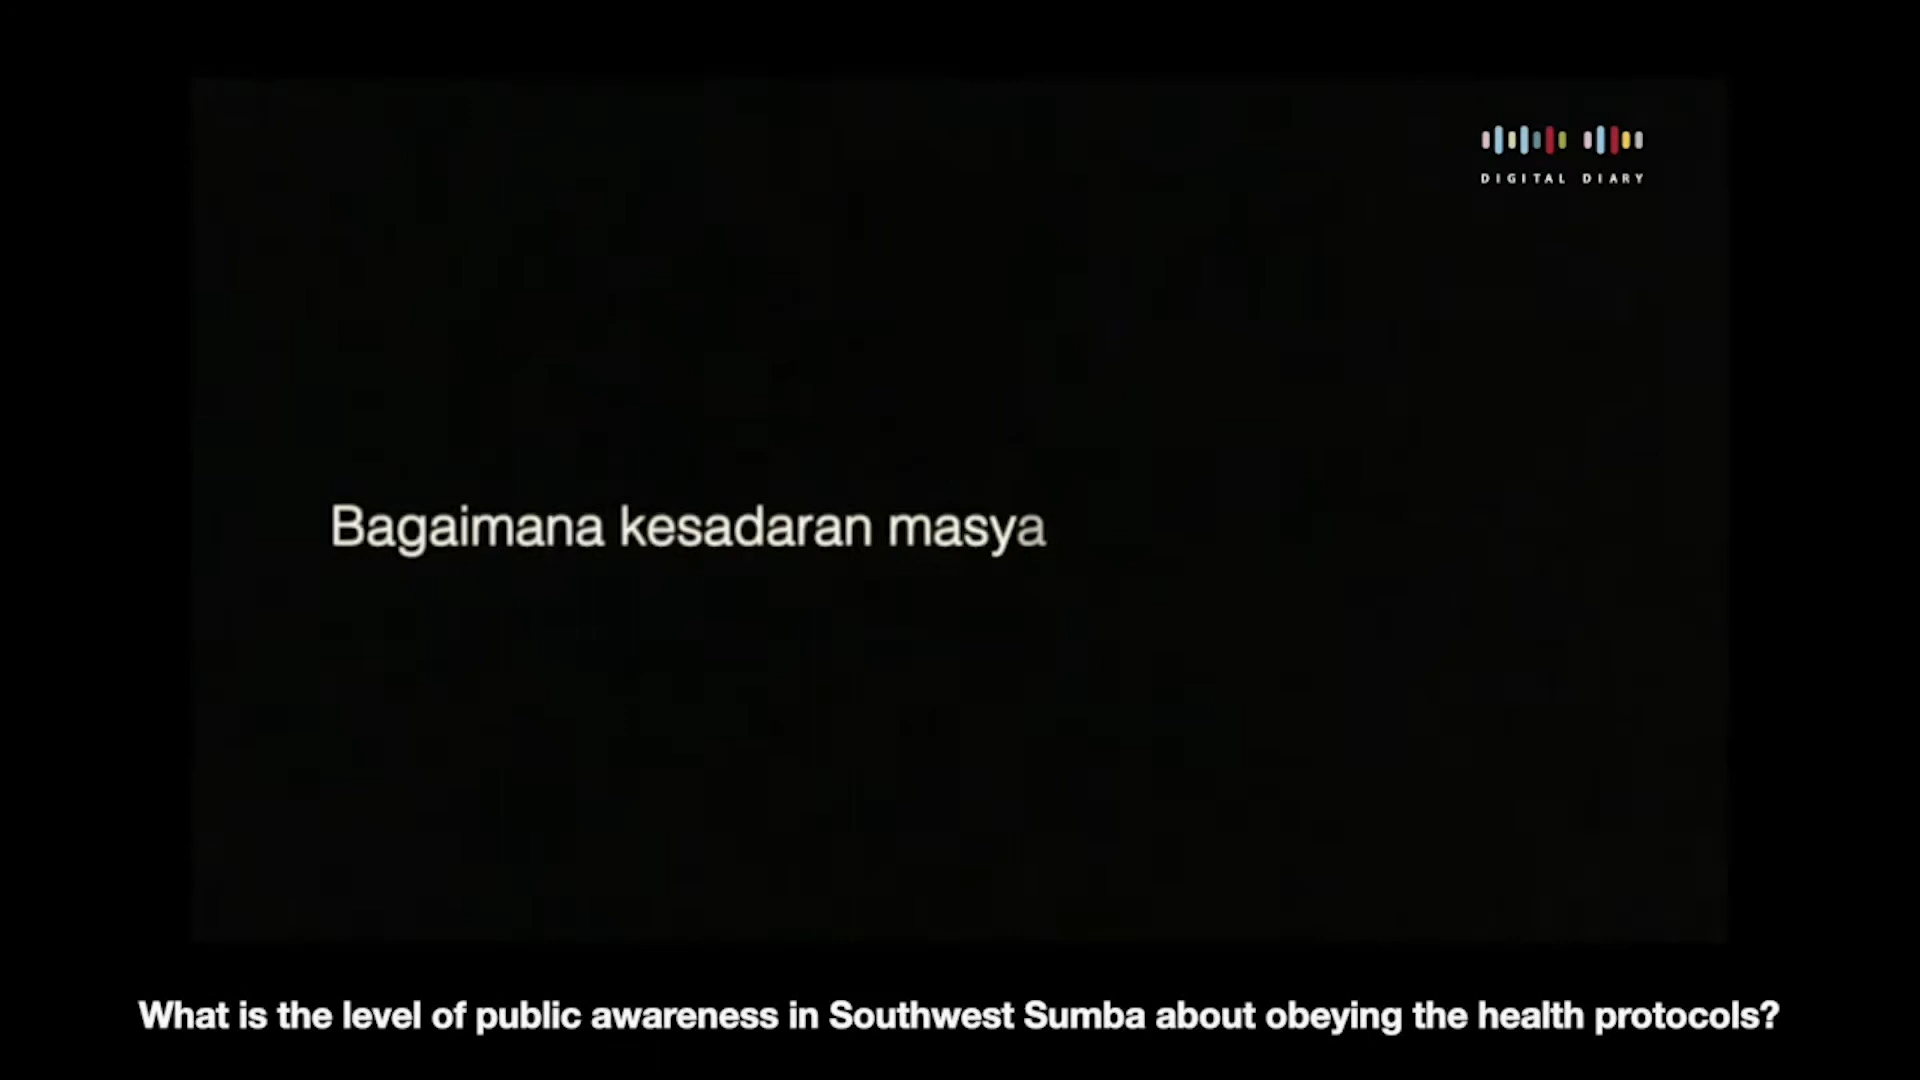 DIGITAL DIARY
Bagaimana kesadaran masya
What is the level of public awareness in Southwest Sumba about obeying the health protocols?